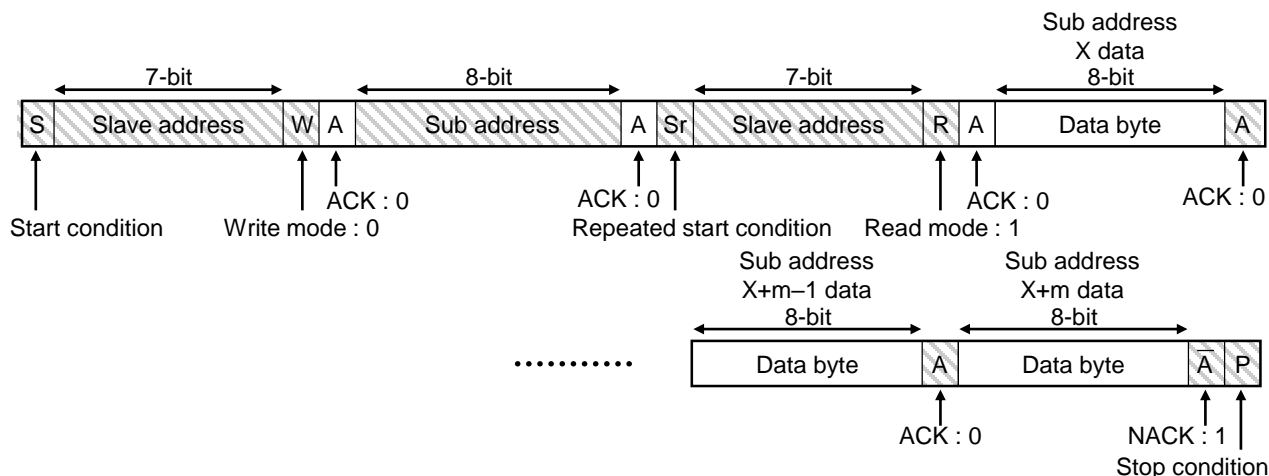 Sub address
X data
7-bit 8-bit 7-bit 8-bit
S Slave address W A Sub address A Sr Slave address R A Data byte A
ACK : 0 ACK : 0 ACK : 0 ACK : 0
Start condition Write mode : 0 Repeated start condition Read mode : 1
Sub address Sub address
X+m–1 data X+m data
8-bit 8-bit
Data byte A Data byte A̅ P
ACK : 0 NACK : 1
Stop condition